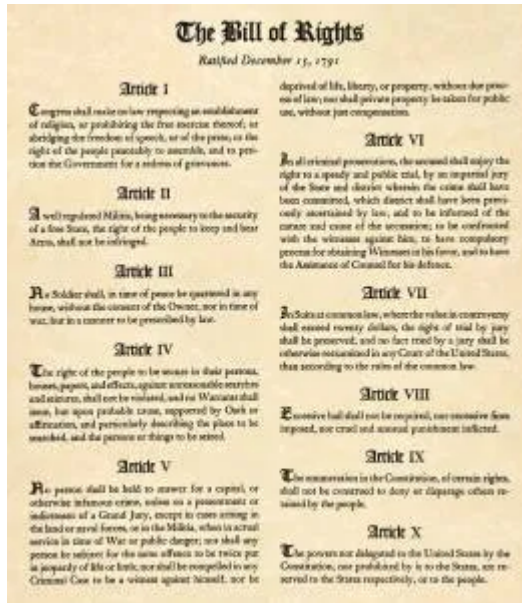 The Bill of Rights
Ratified December 15, 1791
Article I
Congress shall make no law respecting an establishment
of religion, or prohibiting the free exercise thereof; or
abridging the freedom of speech, or of the press; or the
right of the people peaceably to assemble, and to peti-
tion the Government for a redress of grievances.
Article II
A well regulated Militia, being necessary to the security
of a free State, the right of the people to keep and bear
Arms, shall not be infringed.
Article III
No Soldier shall, in time of peace be quartered in any
house, without the consent of the Owner, nor in time of
war, but in a manner to be prescribed by law.
Article IV
The right of the people to be secure in their persons,
houses, papers, and effects, against unreasonable searches
and seizures, shall not be violated, and no Warrants shall
issue, but upon probable cause, supported by Oath or
affirmation, and particularly describing the place to be
searched, and the persons or things to be seized.
Article V
No person shall be held to answer for a capital, or
otherwise infamous crime, unless on a presentment or
indictment of a Grand Jury, except in cases arising in
the land or naval forces, or in the Militia, when in actual
service in time of War or public danger; nor shall any
person be subject for the same offence to be twice put
in jeopardy of life or limb; nor shall be compelled in any
Criminal Case to be a witness against himself, nor be
deprived of life, liberty, or property, without due proc-
ess of law; nor shall private property be taken for public
use, without just compensation.
Article VI
In all criminal prosecutions, the accused shall enjoy the
right to a speedy and public trial, by an impartial jury
of the State and district wherein the crime shall have
been committed, which district shall have been previ-
ously ascertained by law, and to be informed of the
nature and cause of the accusation; to be confronted
with the witnesses against him; to have compulsory
process for obtaining Witnesses in his favor, and to have
the Assistance of Counsel for his defence.
Article VII
In Suits at common law, where the value in controversy
shall exceed twenty dollars, the right of trial by jury
shall be preserved, and no fact tried by a jury shall be
otherwise reexamined in any Court of the United States,
than according to the rules of the common law.
Article VIII
Excessive bail shall not be required, nor excessive fines
imposed, nor cruel and unusual punishment inflicted.
Article IX
The enumeration in the Constitution, of certain rights,
shall not be construed to deny or disparage others re-
tained by the people.
Article X
The powers not delegated to the United States by the
Constitution, nor prohibited by it to the States, are re-
served to the States respectively, or to the people.